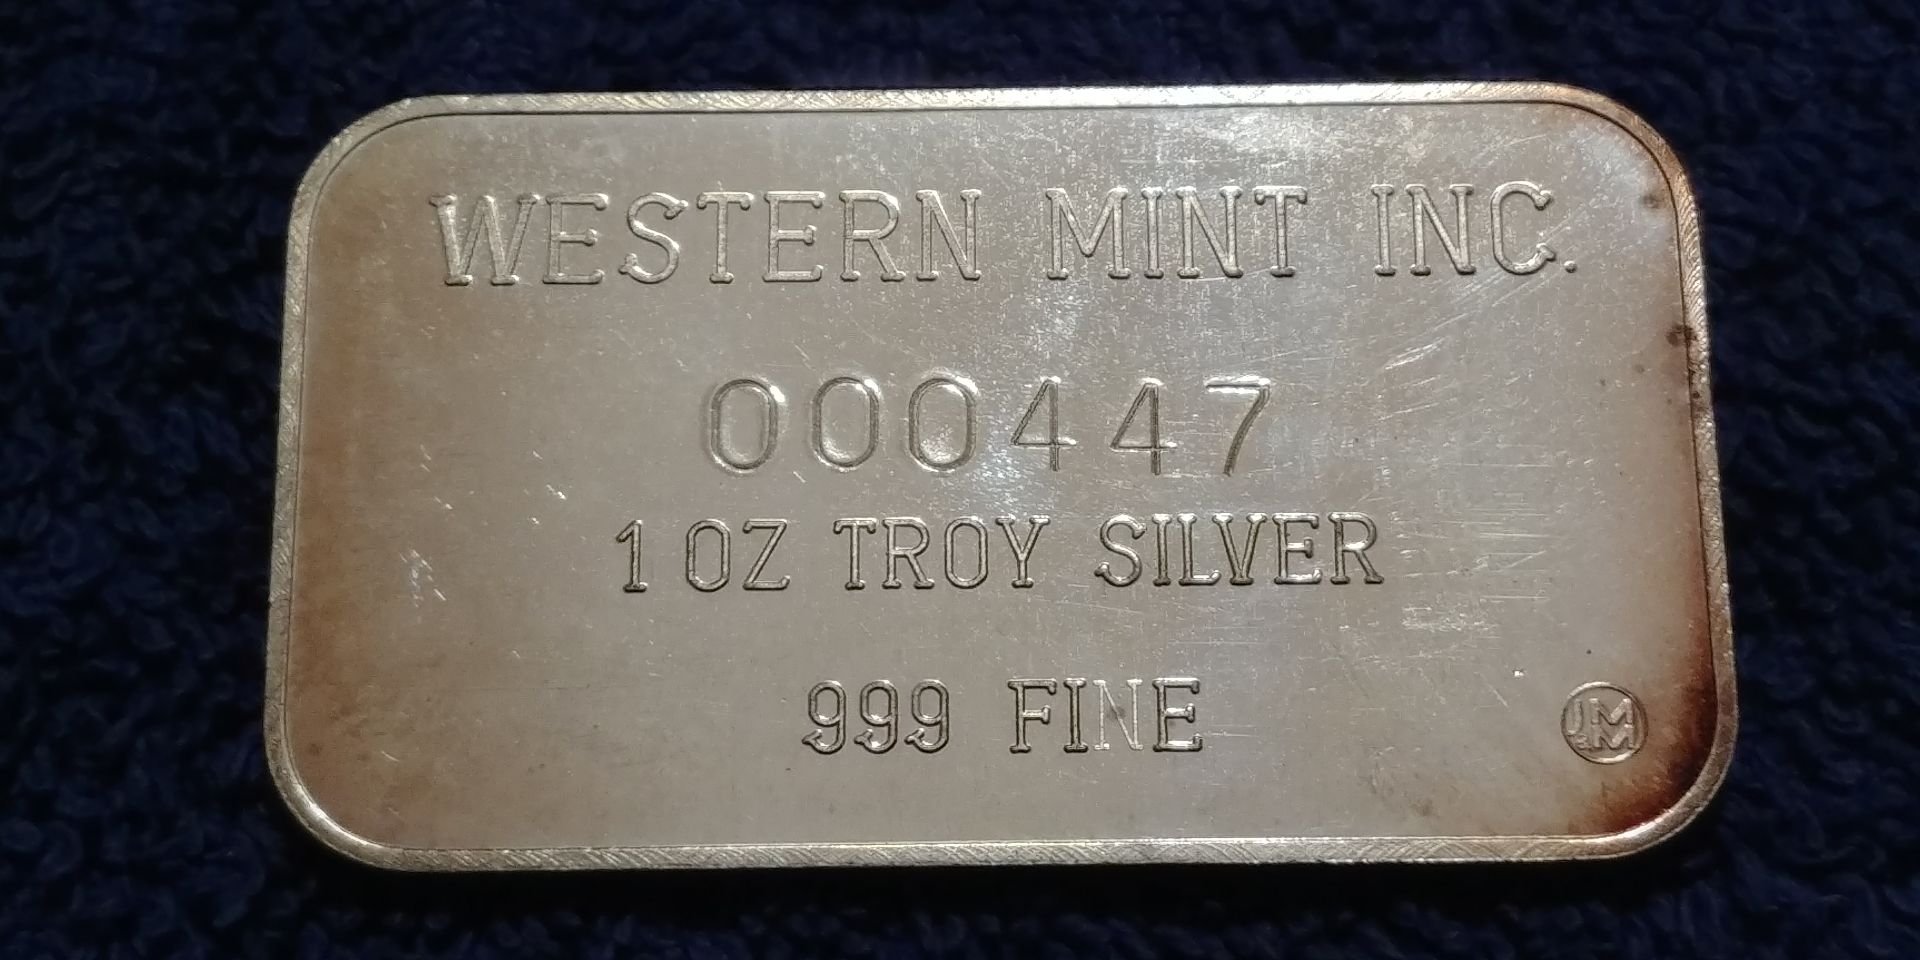 WESTERN MINT INC.
000447
1 OZ TROY SILVER
999 FINE